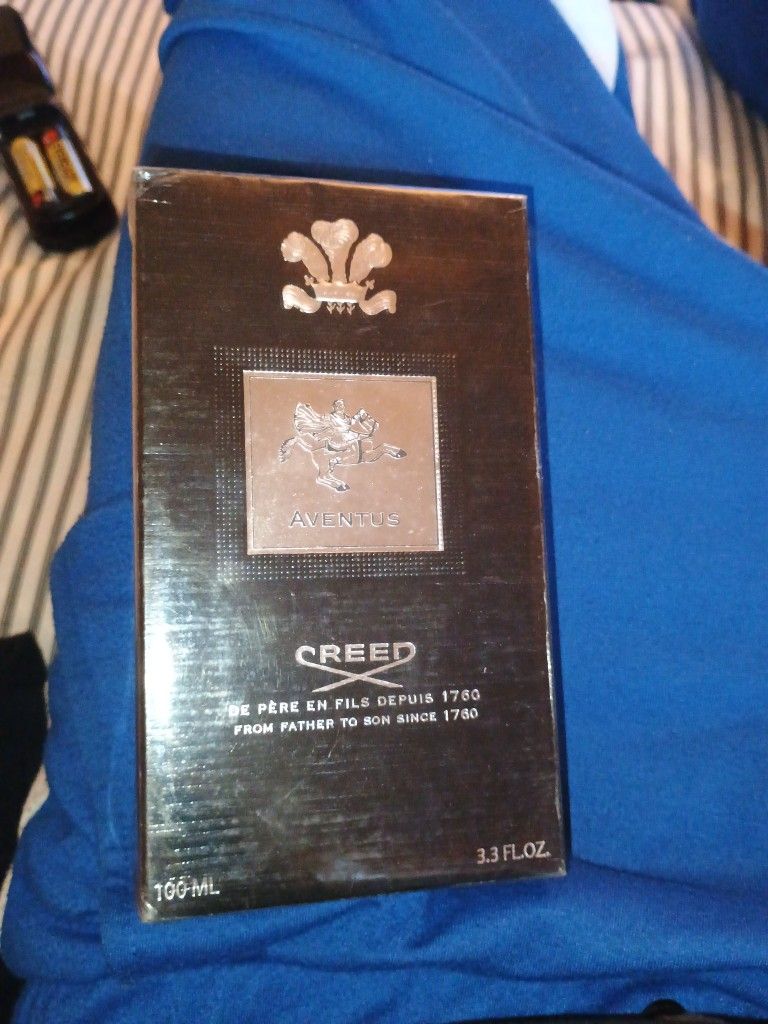 AVENTUS
CREED
DE PÈRE EN FILS DEPUIS 1760
FROM FATHER TO SON SINCE 1760
3.3 FL.OZ.
100 ML